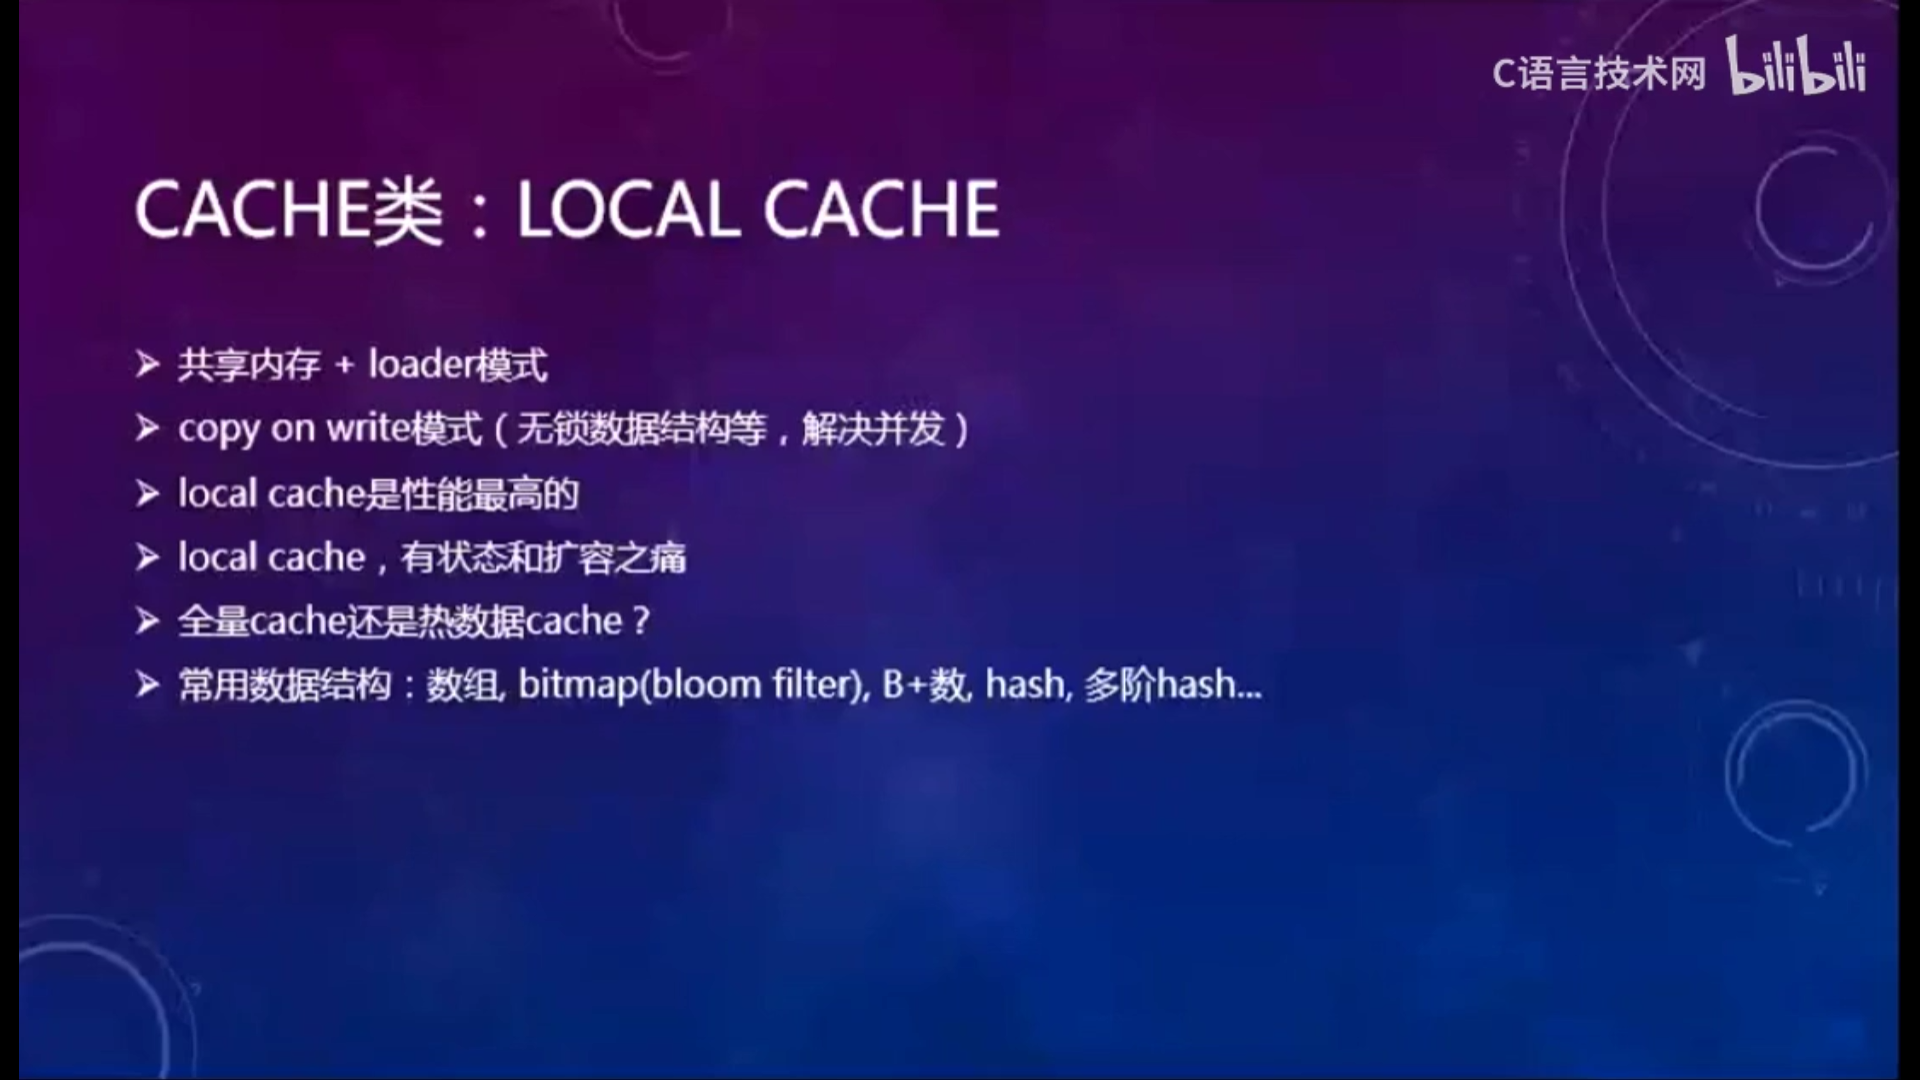 C语言技术网 bilibili
CACHE类：LOCAL CACHE
共享内存 + loader模式
copy on write模式（无锁数据结构等，解决并发）
local cache是性能最高的
local cache，有状态和扩容之痛
全量cache还是热数据cache？
常用数据结构：数组, bitmap(bloom filter), B+数, hash, 多阶hash...